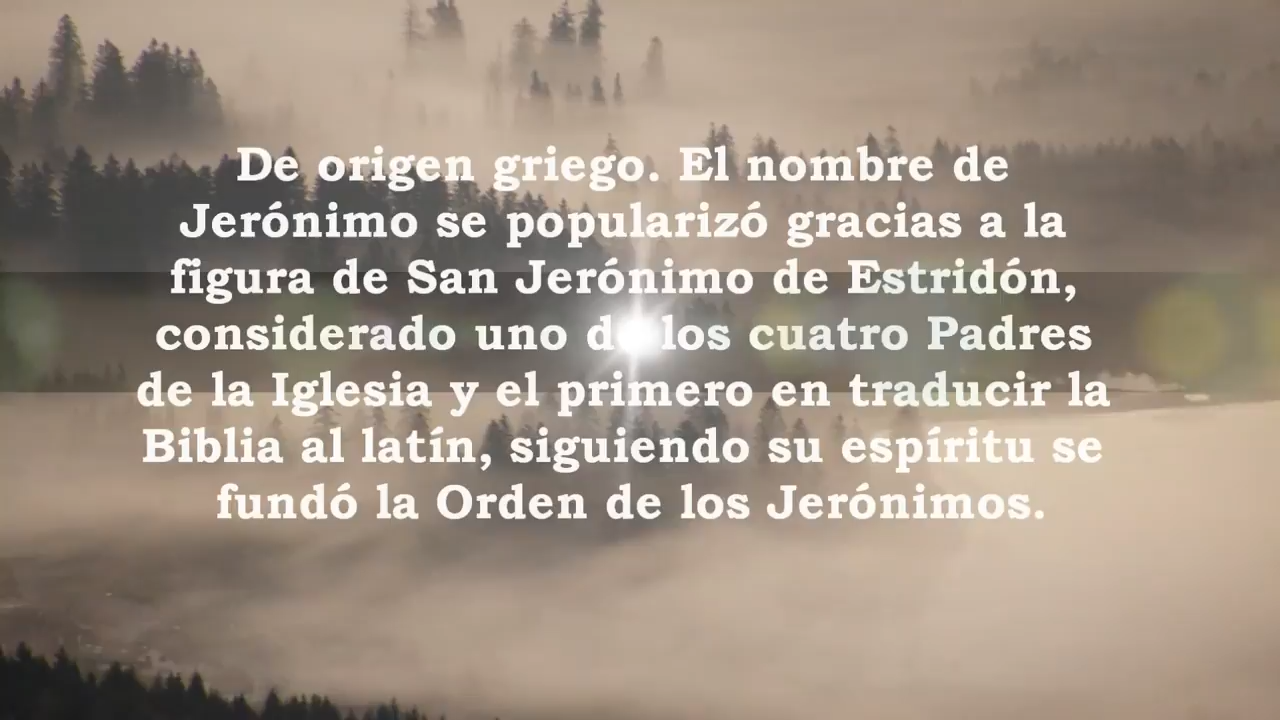 De origen griego. El nombre de
Jerónimo se popularizó gracias a la
figura de San Jerónimo de Estridón,
considerado uno de los cuatro Padres
de la Iglesia y el primero en traducir la
Biblia al latín, siguiendo su espíritu se
fundó la Orden de los Jerónimos.